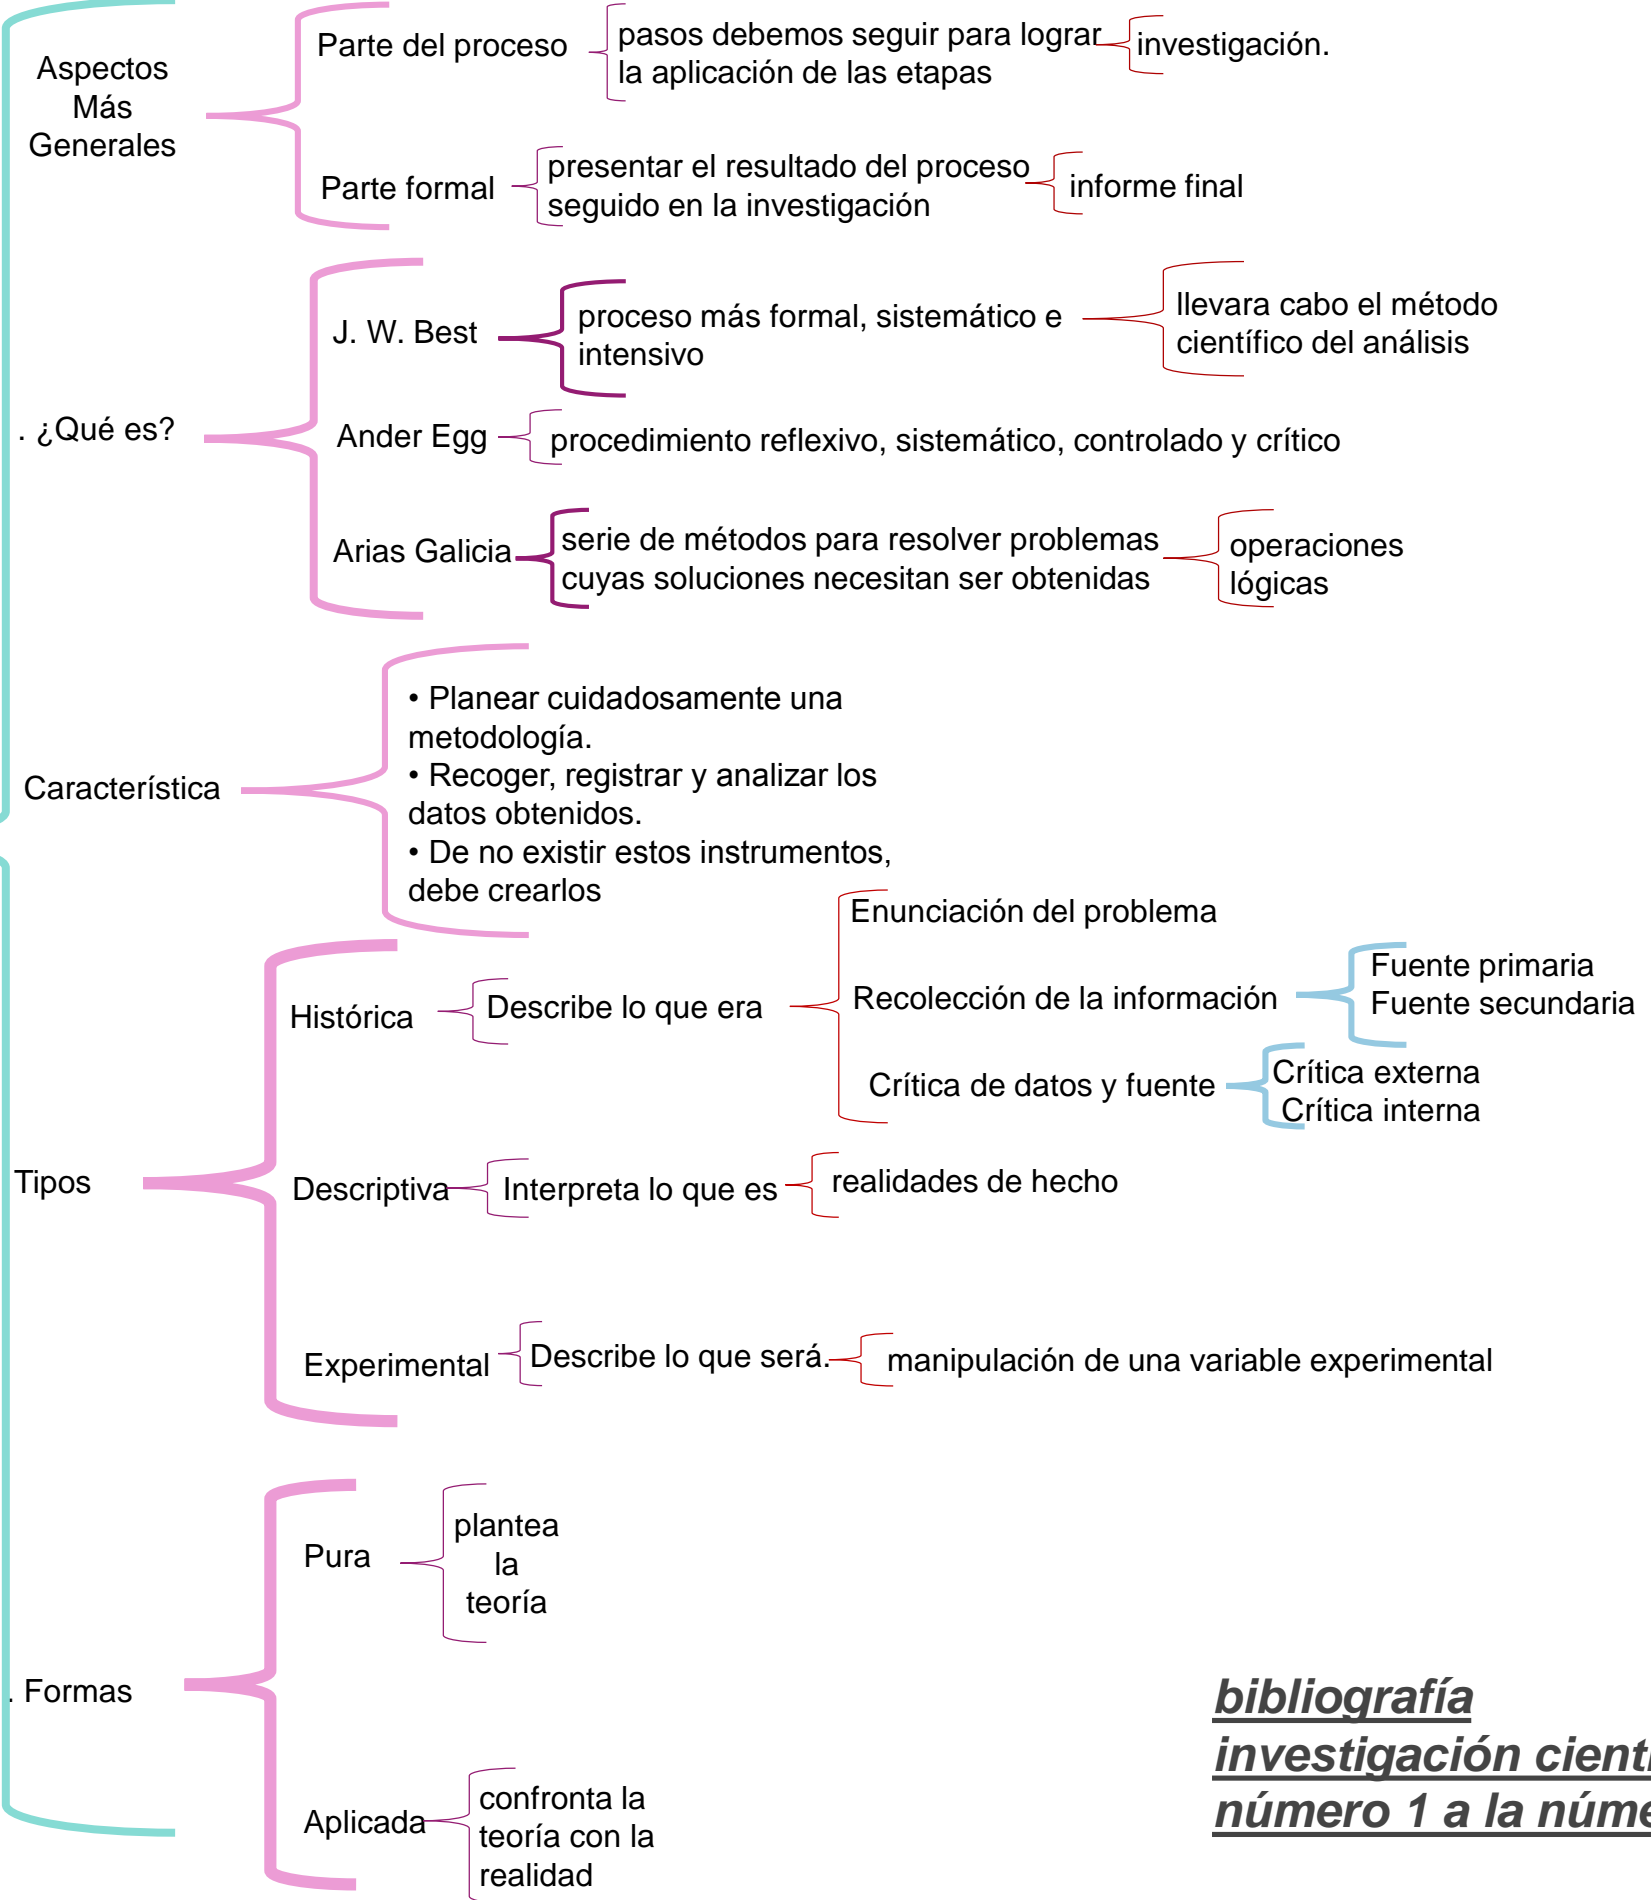 Aspectos
Más
Generales
Parte del proceso
pasos debemos seguir para lograr
la aplicación de las etapas
investigación.
Parte formal
presentar el resultado del proceso
seguido en la investigación
informe final
. ¿Qué es?
J. W. Best
proceso más formal, sistemático e
intensivo
llevara cabo el método
científico del análisis
Ander Egg
procedimiento reflexivo, sistemático, controlado y crítico
Arias Galicia
serie de métodos para resolver problemas
cuyas soluciones necesitan ser obtenidas
operaciones
lógicas
Característica
• Planear cuidadosamente una
metodología.
• Recoger, registrar y analizar los
datos obtenidos.
• De no existir estos instrumentos,
debe crearlos
Tipos
Histórica
Describe lo que era
Enunciación del problema
Recolección de la información
Fuente primaria
Fuente secundaria
Crítica de datos y fuente
Crítica externa
Crítica interna
Descriptiva
Interpreta lo que es
realidades de hecho
Experimental
Describe lo que será.
manipulación de una variable experimental
. Formas
Pura
plantea
la
teoría
Aplicada
confronta la
teoría con la
realidad
bibliografía
investigación
número 1 a la